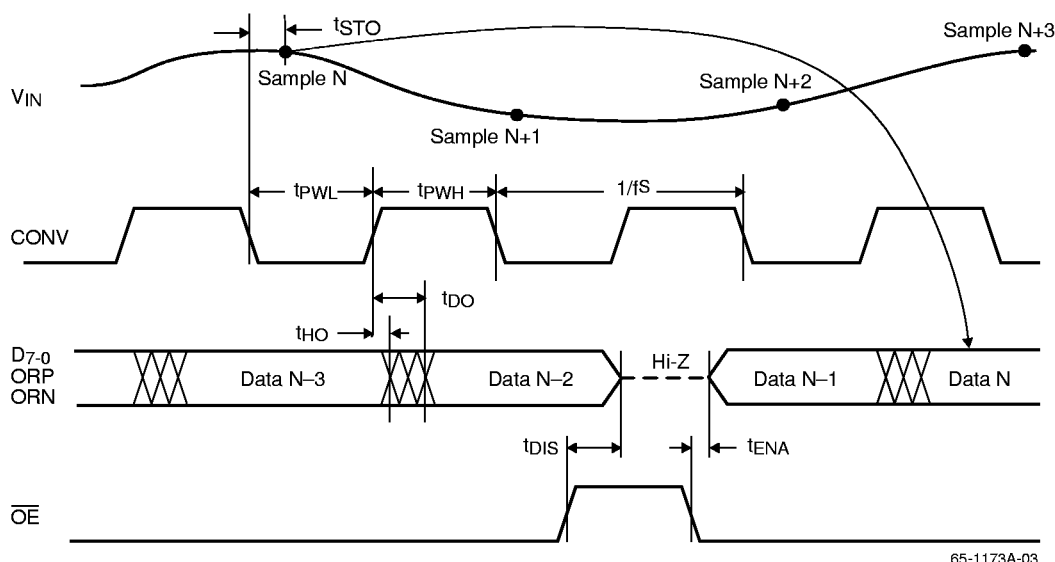 tSTO
Sample N
Sample N+1
Sample N+2
Sample N+3
VIN
tPWL
tPWH
1/fS
CONV
tDO
tHO
D7-0
ORP
ORN
Data N–3
Data N–2
Hi-Z
Data N–1
Data N
tDIS
tENA
OE
65-1173A-03